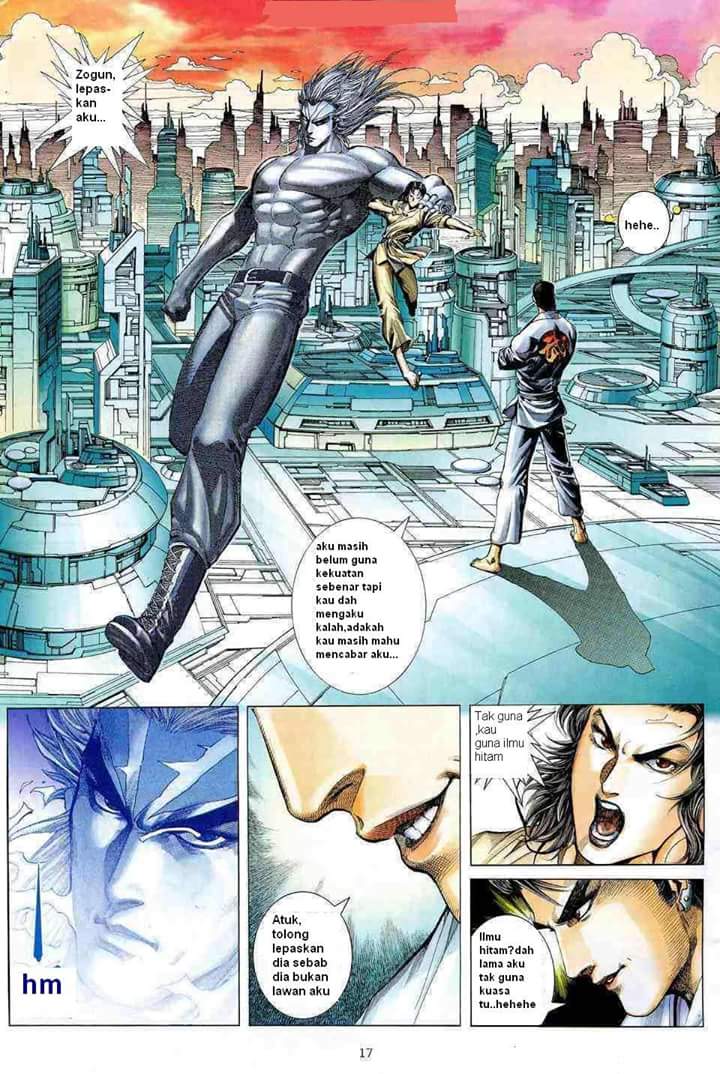 Zogun,
lepas-
kan
aku...
hehe..
aku masih
belum guna
kekuatan
sebenar tapi
kau dah
mengaku
kalah,adakah
kau masih mahu
mencabar aku...
hm
Atuk,
tolong
lepaskan
dia sebab
dia bukan
lawan aku
Tak guna
,kau
guna ilmu
hitam
Ilmu
hitam?dah
lama aku
tak guna
kuasa
tu..hehehe
17